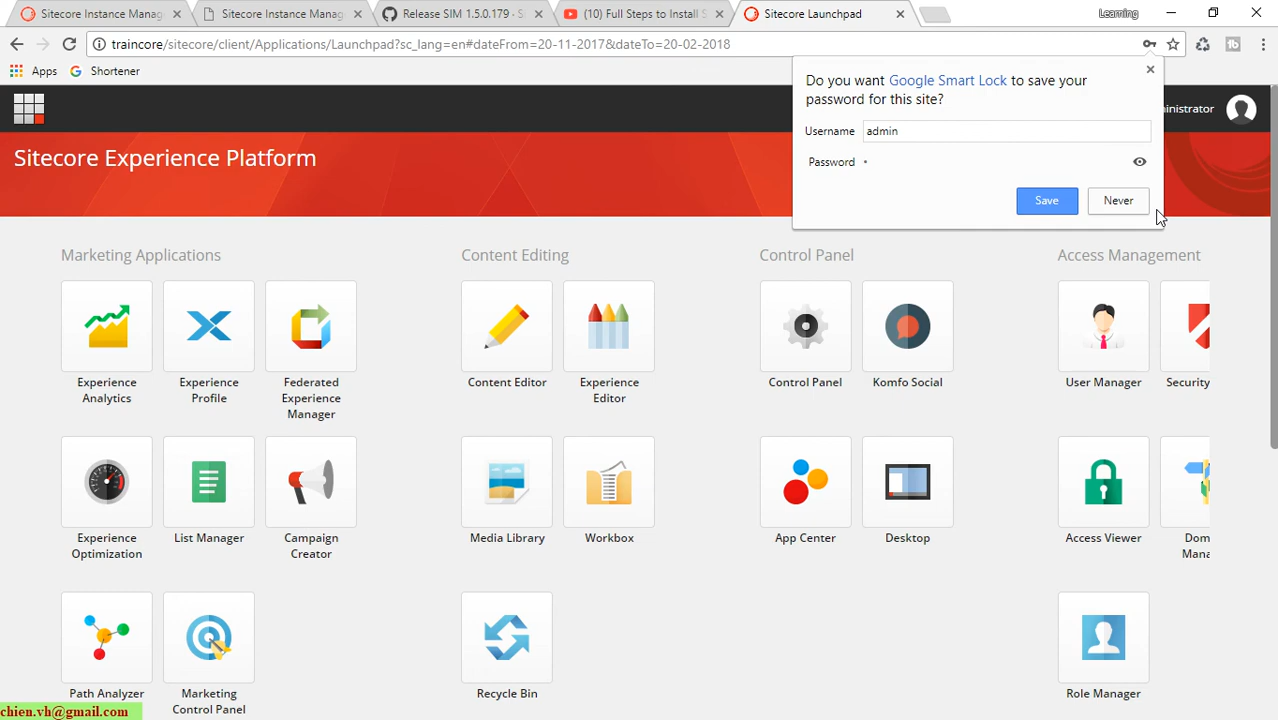 Sitecore Instance Manag
Sitecore Instance Manag
Release SIM 1.5.0.179 · S
(10) Full Steps to Install S
Sitecore Launchpad
Learning
traincore/sitecore/client/Applications/Launchpad?sc_lang=en#dateFrom=20-11-2017&dateTo=20-02-2018
Apps
Shortener
Do you want Google Smart Lock to save your
password for this site?
Username admin
Password •
Save
Never
inistrator
Sitecore Experience Platform
Marketing Applications
Content Editing
Control Panel
Access Management
Experience
Analytics
Experience
Profile
Federated
Experience
Manager
Content Editor
Experience
Editor
Control Panel
Komfo Social
User Manager
Security
Experience
Optimization
List Manager
Campaign
Creator
Media Library
Workbox
App Center
Desktop
Access Viewer
Dom
Mana
Path Analyzer
Marketing
Control Panel
Recycle Bin
Role Manager
chien.vh@gmail.com